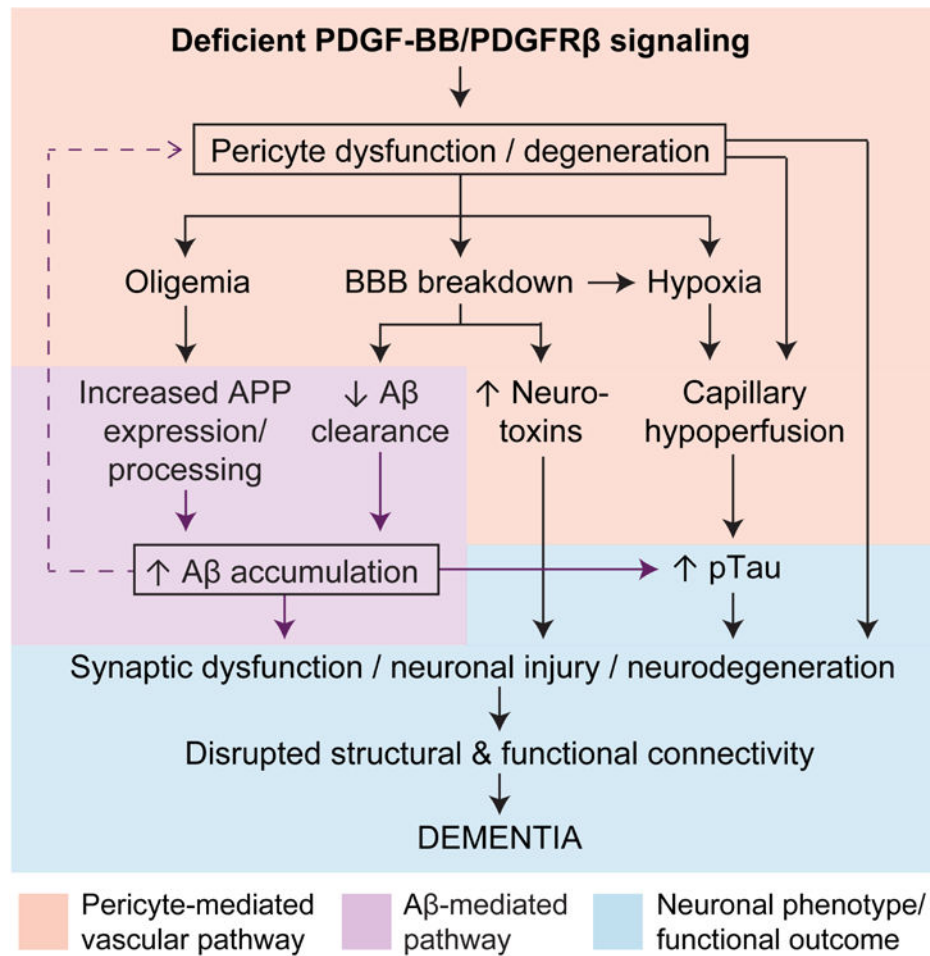 Deficient PDGF-BB/PDGFRβ signaling
Pericyte dysfunction / degeneration
Oligemia
BBB breakdown
Hypoxia
Increased APP
expression/
processing
↓ Aβ
clearance
↑ Neuro-
toxins
Capillary
hypoperfusion
↑ Aβ accumulation
↑ pTau
Synaptic dysfunction / neuronal injury / neurodegeneration
Disrupted structural & functional connectivity
DEMENTIA
Pericyte-mediated
vascular pathway
Aβ-mediated
pathway
Neuronal phenotype/
functional outcome